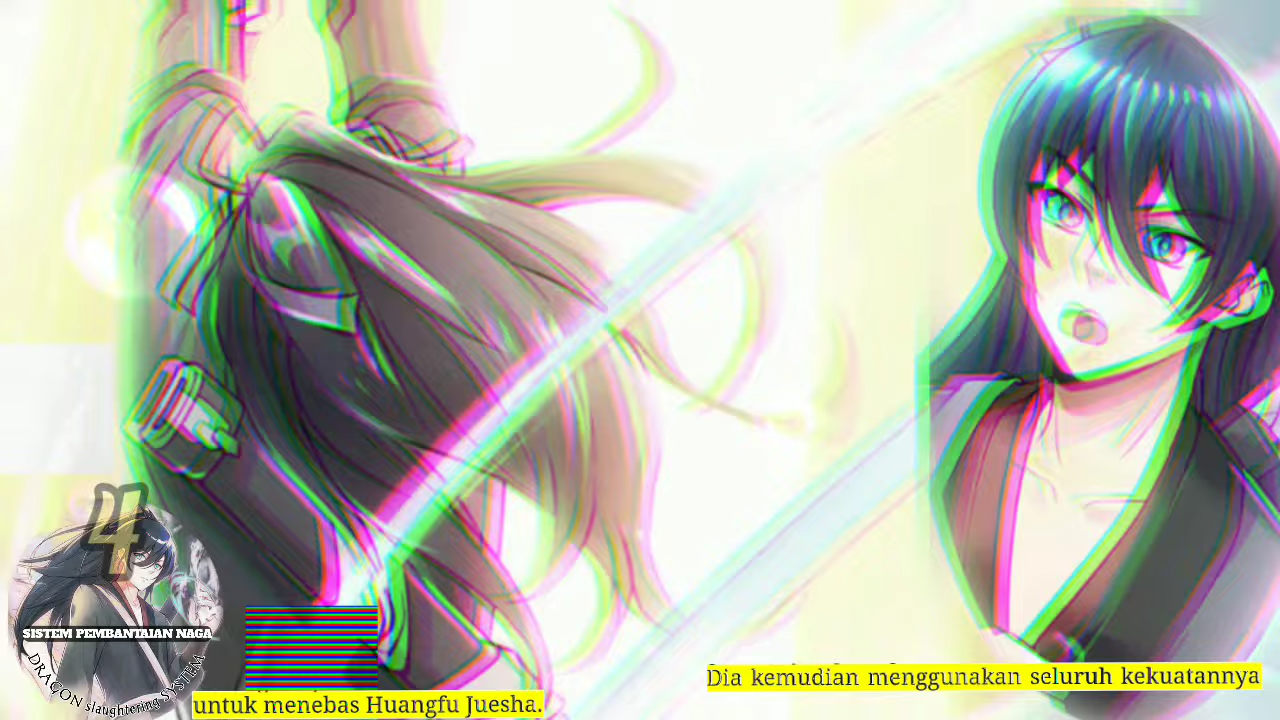 Dia kemudian menggunakan seluruh kekuatannya
untuk menebas Huangfu Juesha.
4
SISTEM PEMBANTAIAN NAGA
DRAGON slaughtering SYSTEM